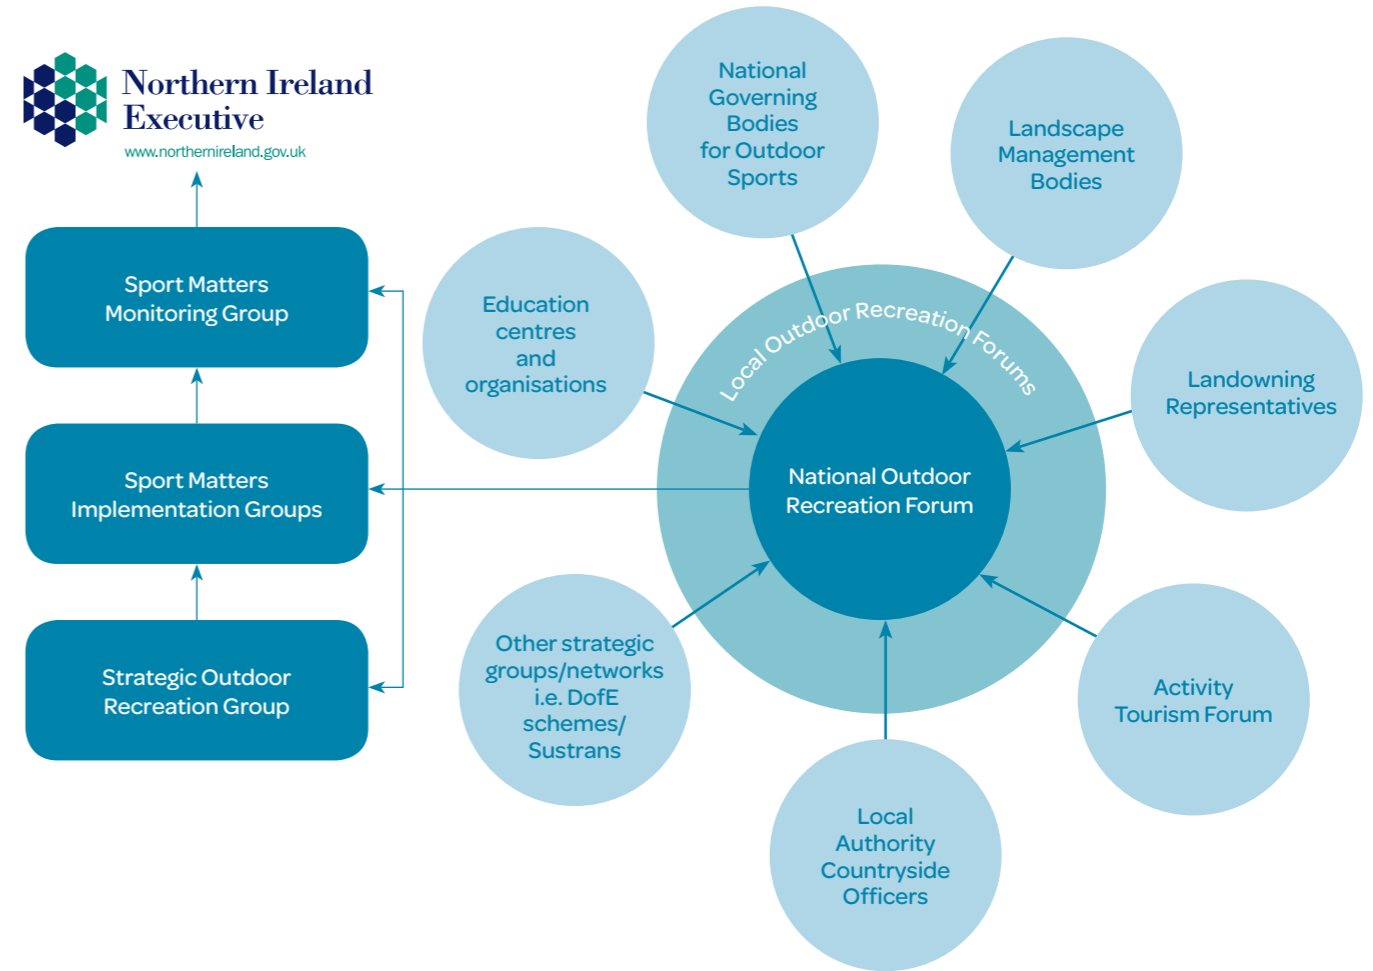 Northern Ireland
Executive
www.northernireland.gov.uk
Sport Matters
Monitoring Group
Sport Matters
Implementation Groups
Strategic Outdoor
Recreation Group
National
Governing
Bodies
for Outdoor
Sports
Landscape
Management
Bodies
Education
centres
and
organisations
Local Outdoor Recreation Forums
Landowning
Representatives
National Outdoor
Recreation Forum
Other strategic
groups/networks
i.e. DofE
schemes/
Sustrans
Activity
Tourism Forum
Local
Authority
Countryside
Officers